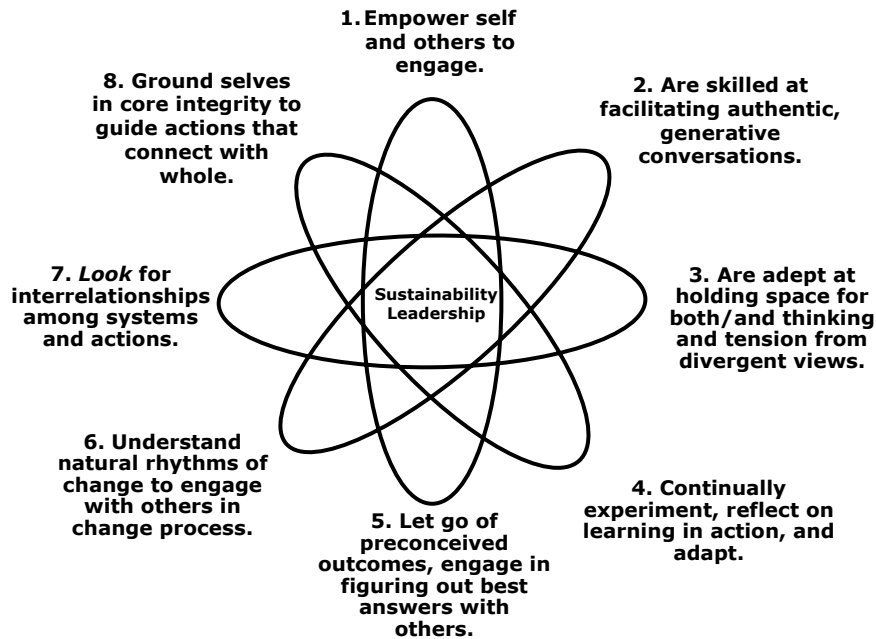 1. Empower self
and others to
engage.
2. Are skilled at
facilitating authentic,
generative
conversations.
3. Are adept at
holding space for
both/and thinking
and tension from
divergent views.
4. Continually
experiment, reflect on
learning in action, and
adapt.
5. Let go of
preconceived
outcomes, engage in
figuring out best
answers with
others.
6. Understand
natural rhythms of
change to engage
with others in
change process.
7. Look for
interrelationships
among systems
and actions.
8. Ground selves
in core integrity to
guide actions that
connect with
whole.
Sustainability
Leadership